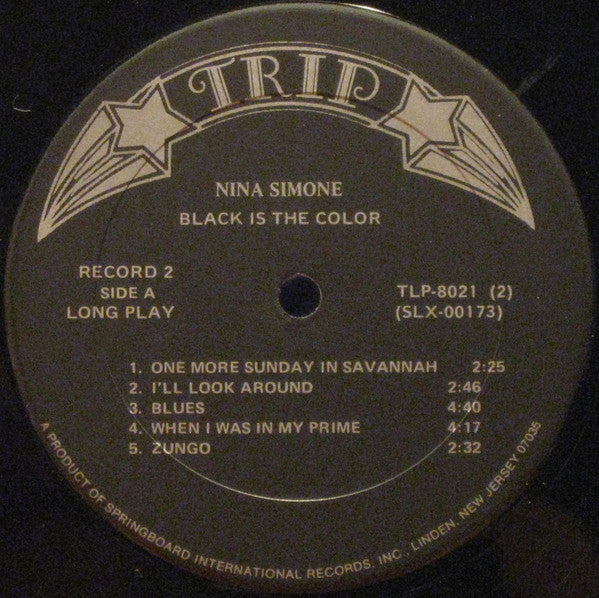 TRIP
NINA SIMONE
BLACK IS THE COLOR
RECORD 2
SIDE A
LONG PLAY
TLP-8021 (2)
(SLX-00173)
1. ONE MORE SUNDAY IN SAVANNAH 2:25
2. I'LL LOOK AROUND 2:46
3. BLUES 4:40
4. WHEN I WAS IN MY PRIME 4:17
5. ZUNGO 2:32
A PRODUCT OF SPRINGBOARD INTERNATIONAL RECORDS, INC., LINDEN, NEW JERSEY 07036